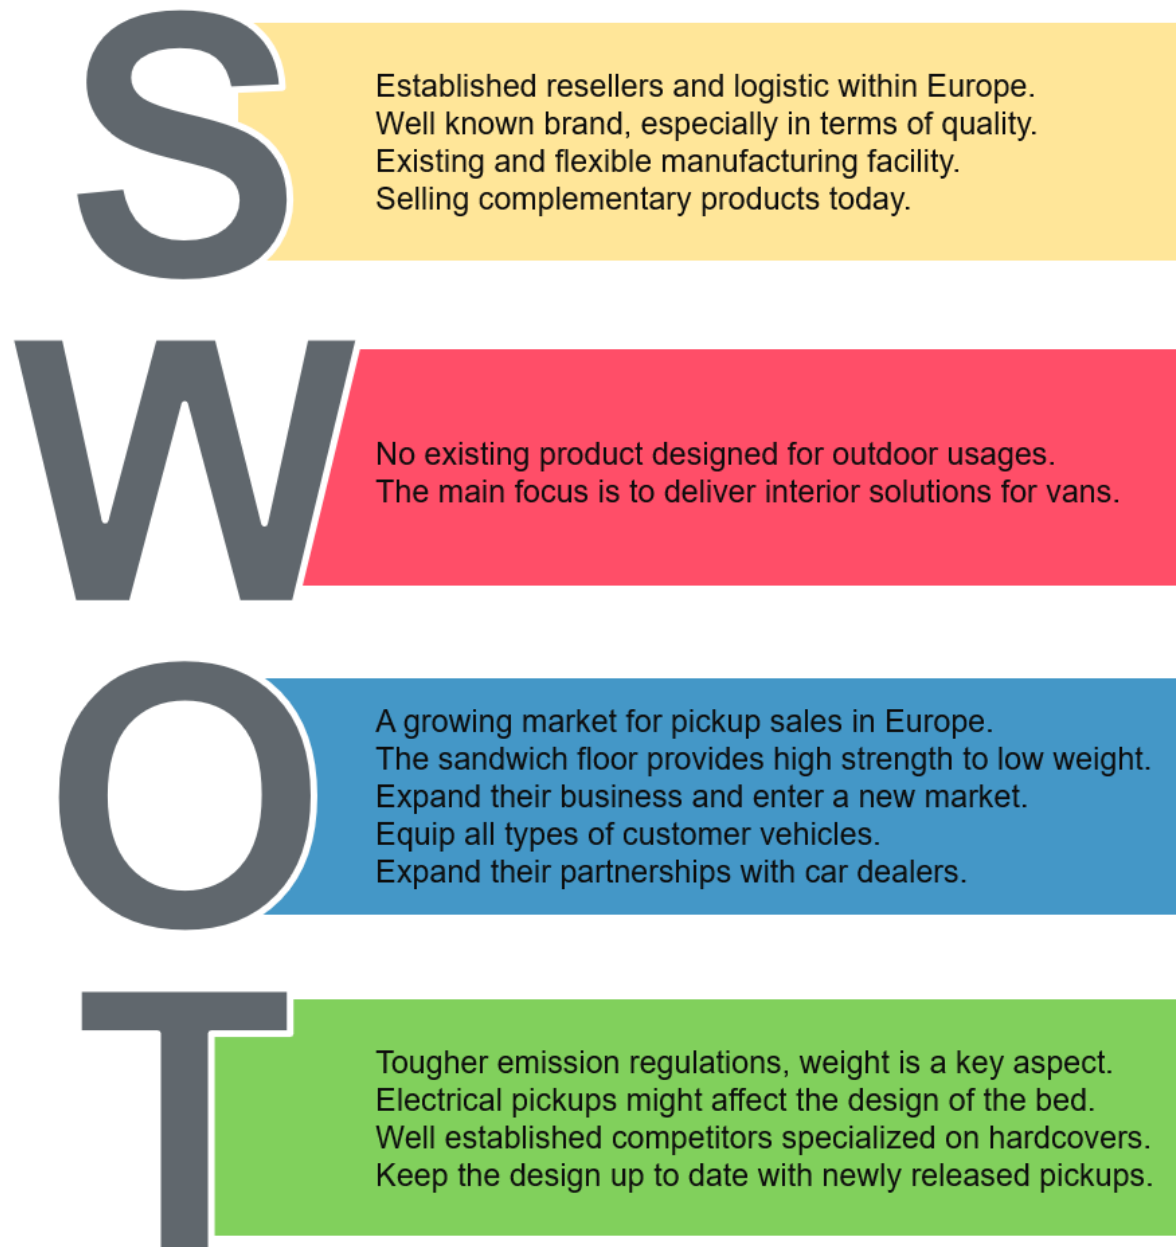 S
Established resellers and logistic within Europe.
Well known brand, especially in terms of quality.
Existing and flexible manufacturing facility.
Selling complementary products today.
W
No existing product designed for outdoor usages.
The main focus is to deliver interior solutions for vans.
O
A growing market for pickup sales in Europe.
The sandwich floor provides high strength to low weight.
Expand their business and enter a new market.
Equip all types of customer vehicles.
Expand their partnerships with car dealers.
T
Tougher emission regulations, weight is a key aspect.
Electrical pickups might affect the design of the bed.
Well established competitors specialized on hardcovers.
Keep the design up to date with newly released pickups.